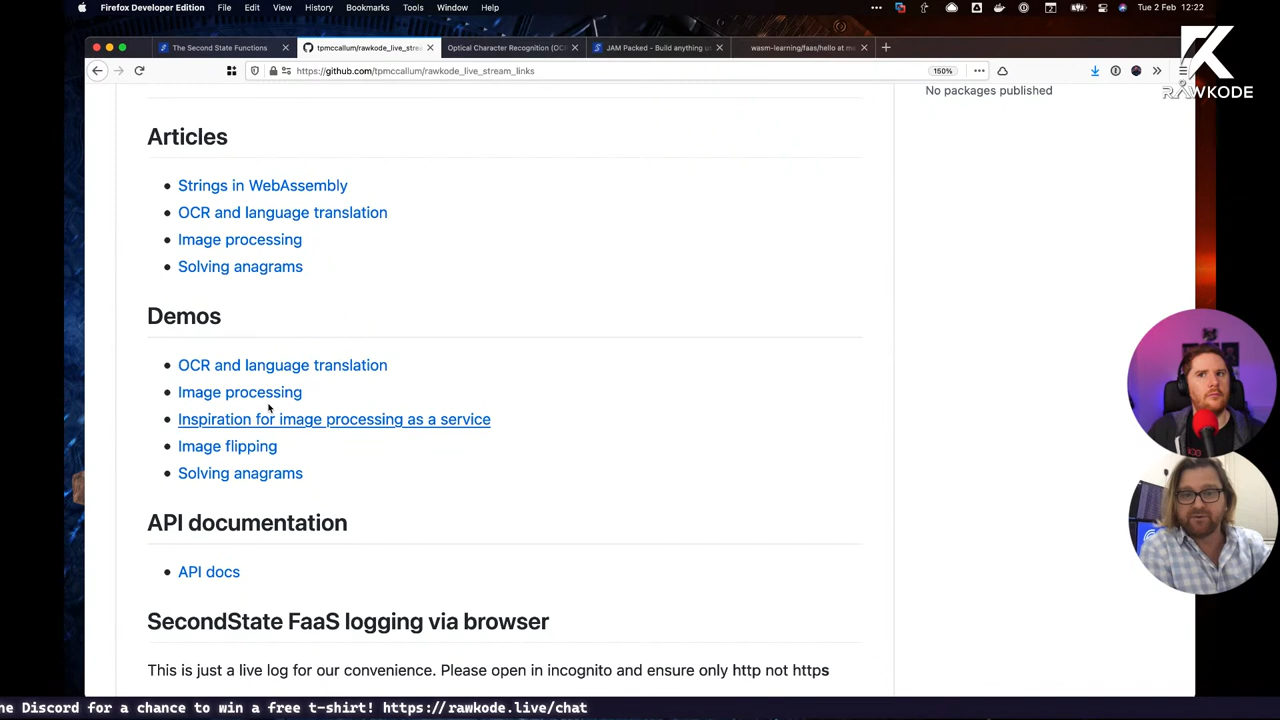 Firefox Developer Edition File Edit View History Bookmarks Tools Window Help
Tue 2 Feb 12:22
The Second State Functions
tpmccallum/rawkode_live_stre
Optical Character Recognition (OC
JAM Packed - Build anything u
wasm-learning/faas/hello at m
https://github.com/tpmccallum/rawkode_live_stream_links
150%
RAWKODE
No packages published
Articles
Strings in WebAssembly
OCR and language translation
Image processing
Solving anagrams
Demos
OCR and language translation
Image processing
Inspiration for image processing as a service
Image flipping
Solving anagrams
API documentation
API docs
SecondState FaaS logging via browser
This is just a live log for our convenience. Please open in incognito and ensure only http not https
he Discord for a chance to win a free t-shirt! https://rawkode.live/chat